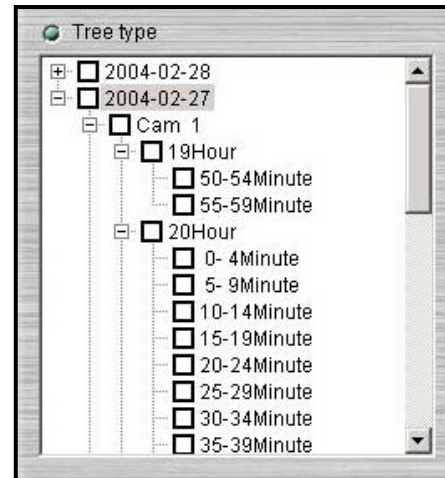 Tree type
2004-02-28
2004-02-27
Cam 1
19Hour
50-54Minute
55-59Minute
20Hour
0- 4Minute
5- 9Minute
10-14Minute
15-19Minute
20-24Minute
25-29Minute
30-34Minute
35-39Minute